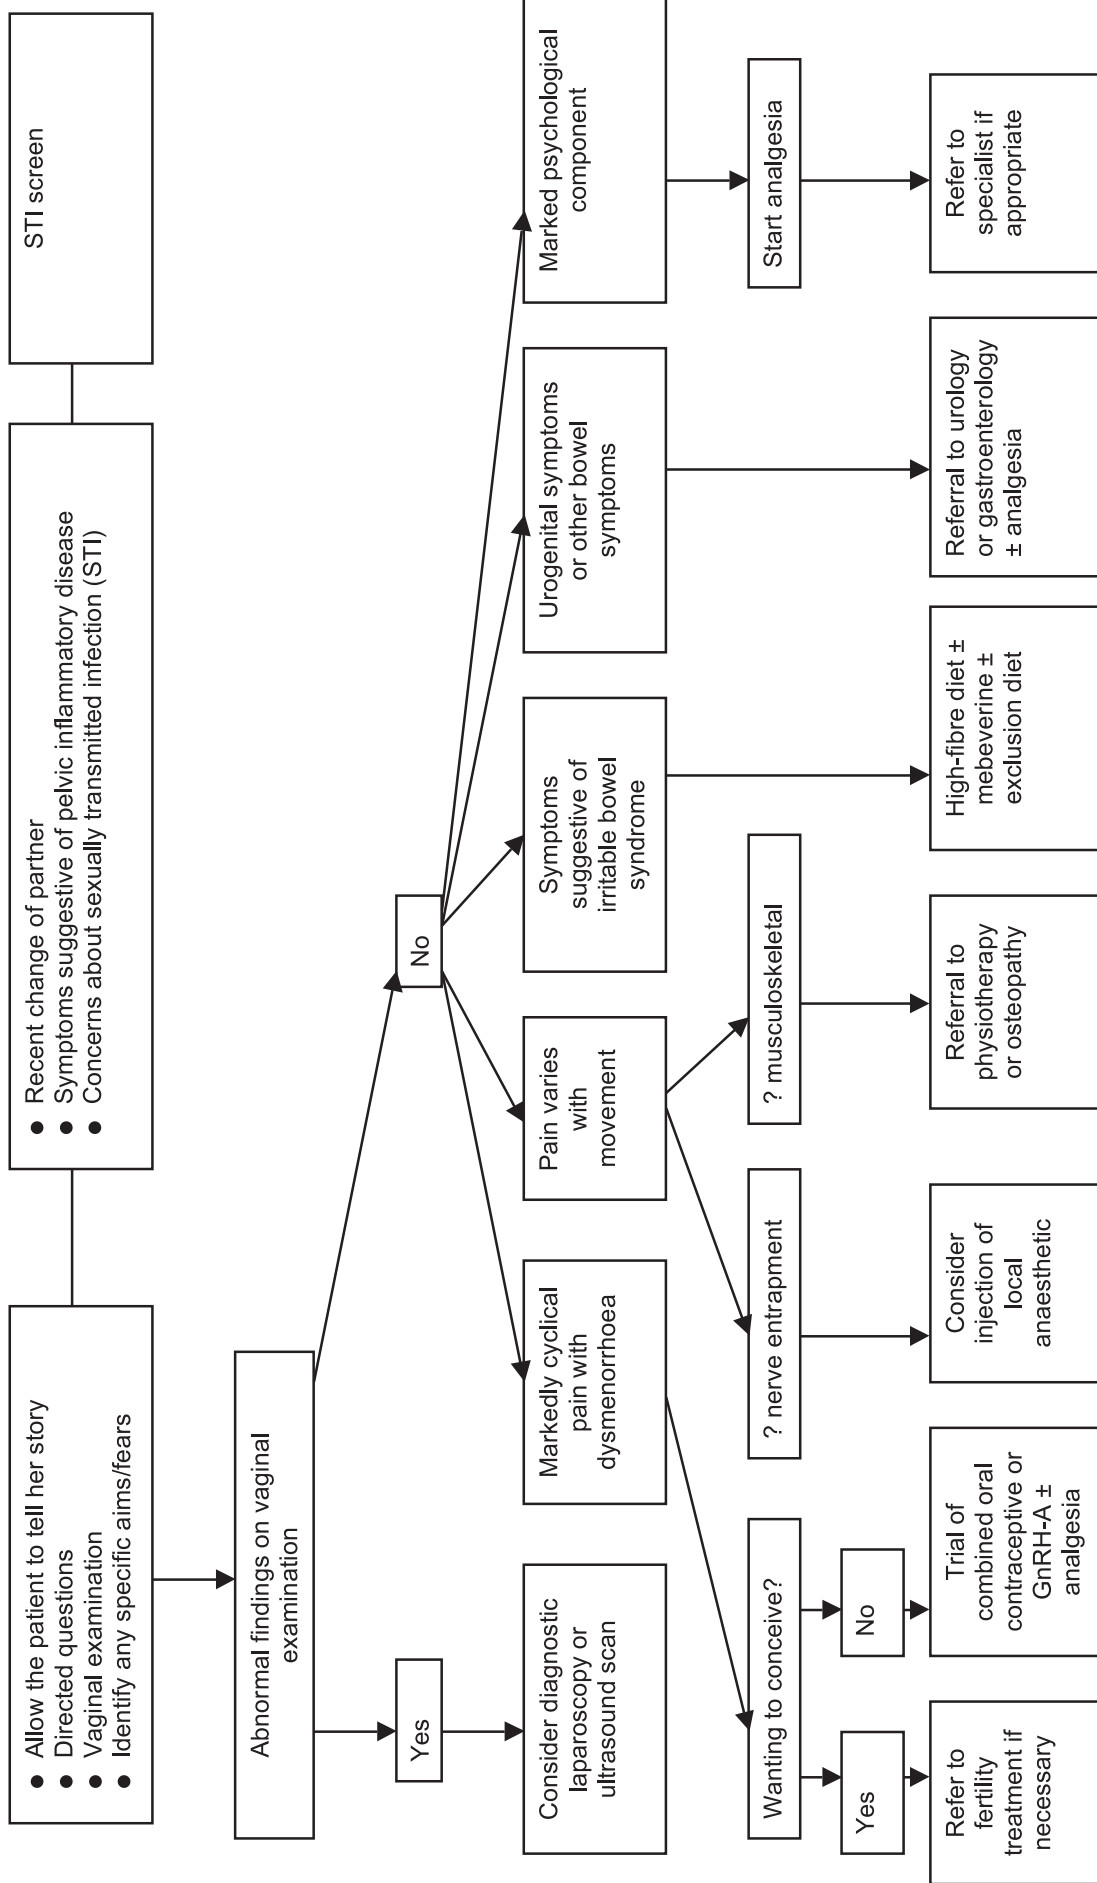 ● Allow the patient to tell her story
● Directed questions
● Vaginal examination
● Identify any specific aims/fears
● Recent change of partner
● Symptoms suggestive of pelvic inflammatory disease
● Concerns about sexually transmitted infection (STI)
STI screen
Abnormal findings on vaginal
examination
Yes
No
Consider diagnostic
laparoscopy or
ultrasound scan
Markedly cyclical
pain with
dysmenorrhoea
Pain varies
with
movement
Symptoms
suggestive of
irritable bowel
syndrome
Urogenital symptoms
or other bowel
symptoms
Marked psychological
component
Wanting to conceive?
? nerve entrapment
? musculoskeletal
Start analgesia
Yes
No
Refer to
fertility
treatment if
necessary
Trial of
combined oral
contraceptive or
GnRH-A ±
analgesia
Consider
injection of
local
anaesthetic
Referral to
physiotherapy
or osteopathy
High-fibre diet ±
mebeverine ±
exclusion diet
Referral to urology
or gastroenterology
± analgesia
Refer to
specialist if
appropriate